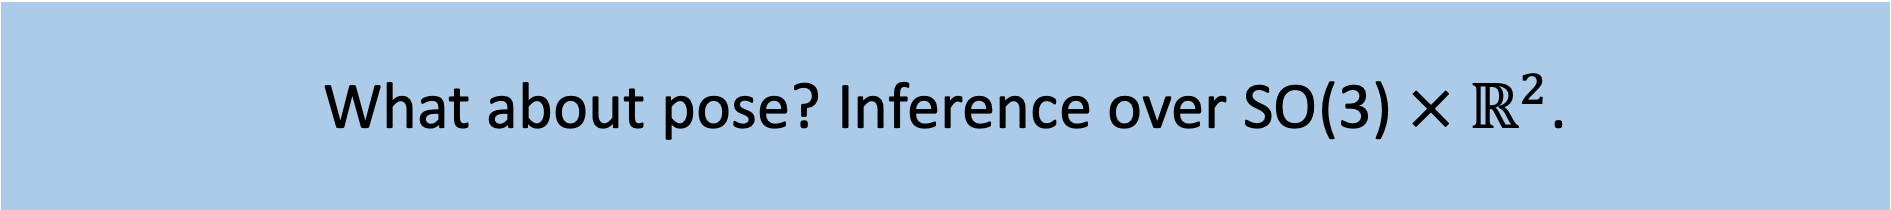 What about pose? Inference over SO(3) × ℝ².